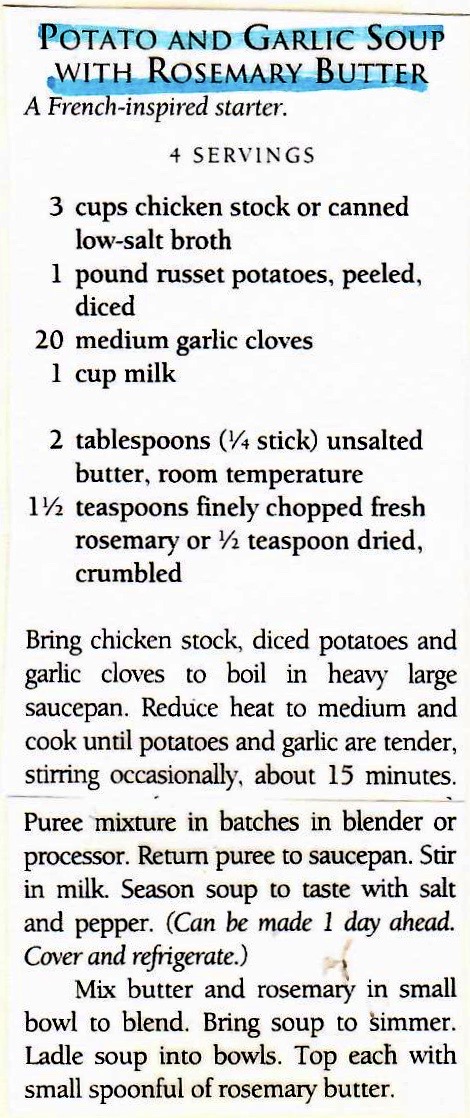 POTATO AND GARLIC SOUP
WITH ROSEMARY BUTTER
A French-inspired starter.
4 SERVINGS
3 cups chicken stock or canned
low-salt broth
1 pound russet potatoes, peeled,
diced
20 medium garlic cloves
1 cup milk
2 tablespoons (¼ stick) unsalted
butter, room temperature
1½ teaspoons finely chopped fresh
rosemary or ½ teaspoon dried,
crumbled
Bring chicken stock, diced potatoes and
garlic cloves to boil in heavy large
saucepan. Reduce heat to medium and
cook until potatoes and garlic are tender,
stirring occasionally, about 15 minutes.
Puree mixture in batches in blender or
processor. Return puree to saucepan. Stir
in milk. Season soup to taste with salt
and pepper. (Can be made 1 day ahead.
Cover and refrigerate.)
Mix butter and rosemary in small
bowl to blend. Bring soup to simmer.
Ladle soup into bowls. Top each with
small spoonful of rosemary butter.